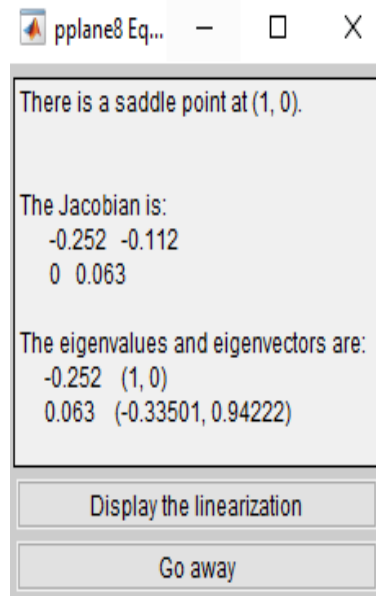 pplane8 Eq...
There is a saddle point at (1, 0).
The Jacobian is:
-0.252 -0.112
0 0.063
The eigenvalues and eigenvectors are:
-0.252 (1, 0)
0.063 (-0.33501, 0.94222)
Display the linearization
Go away